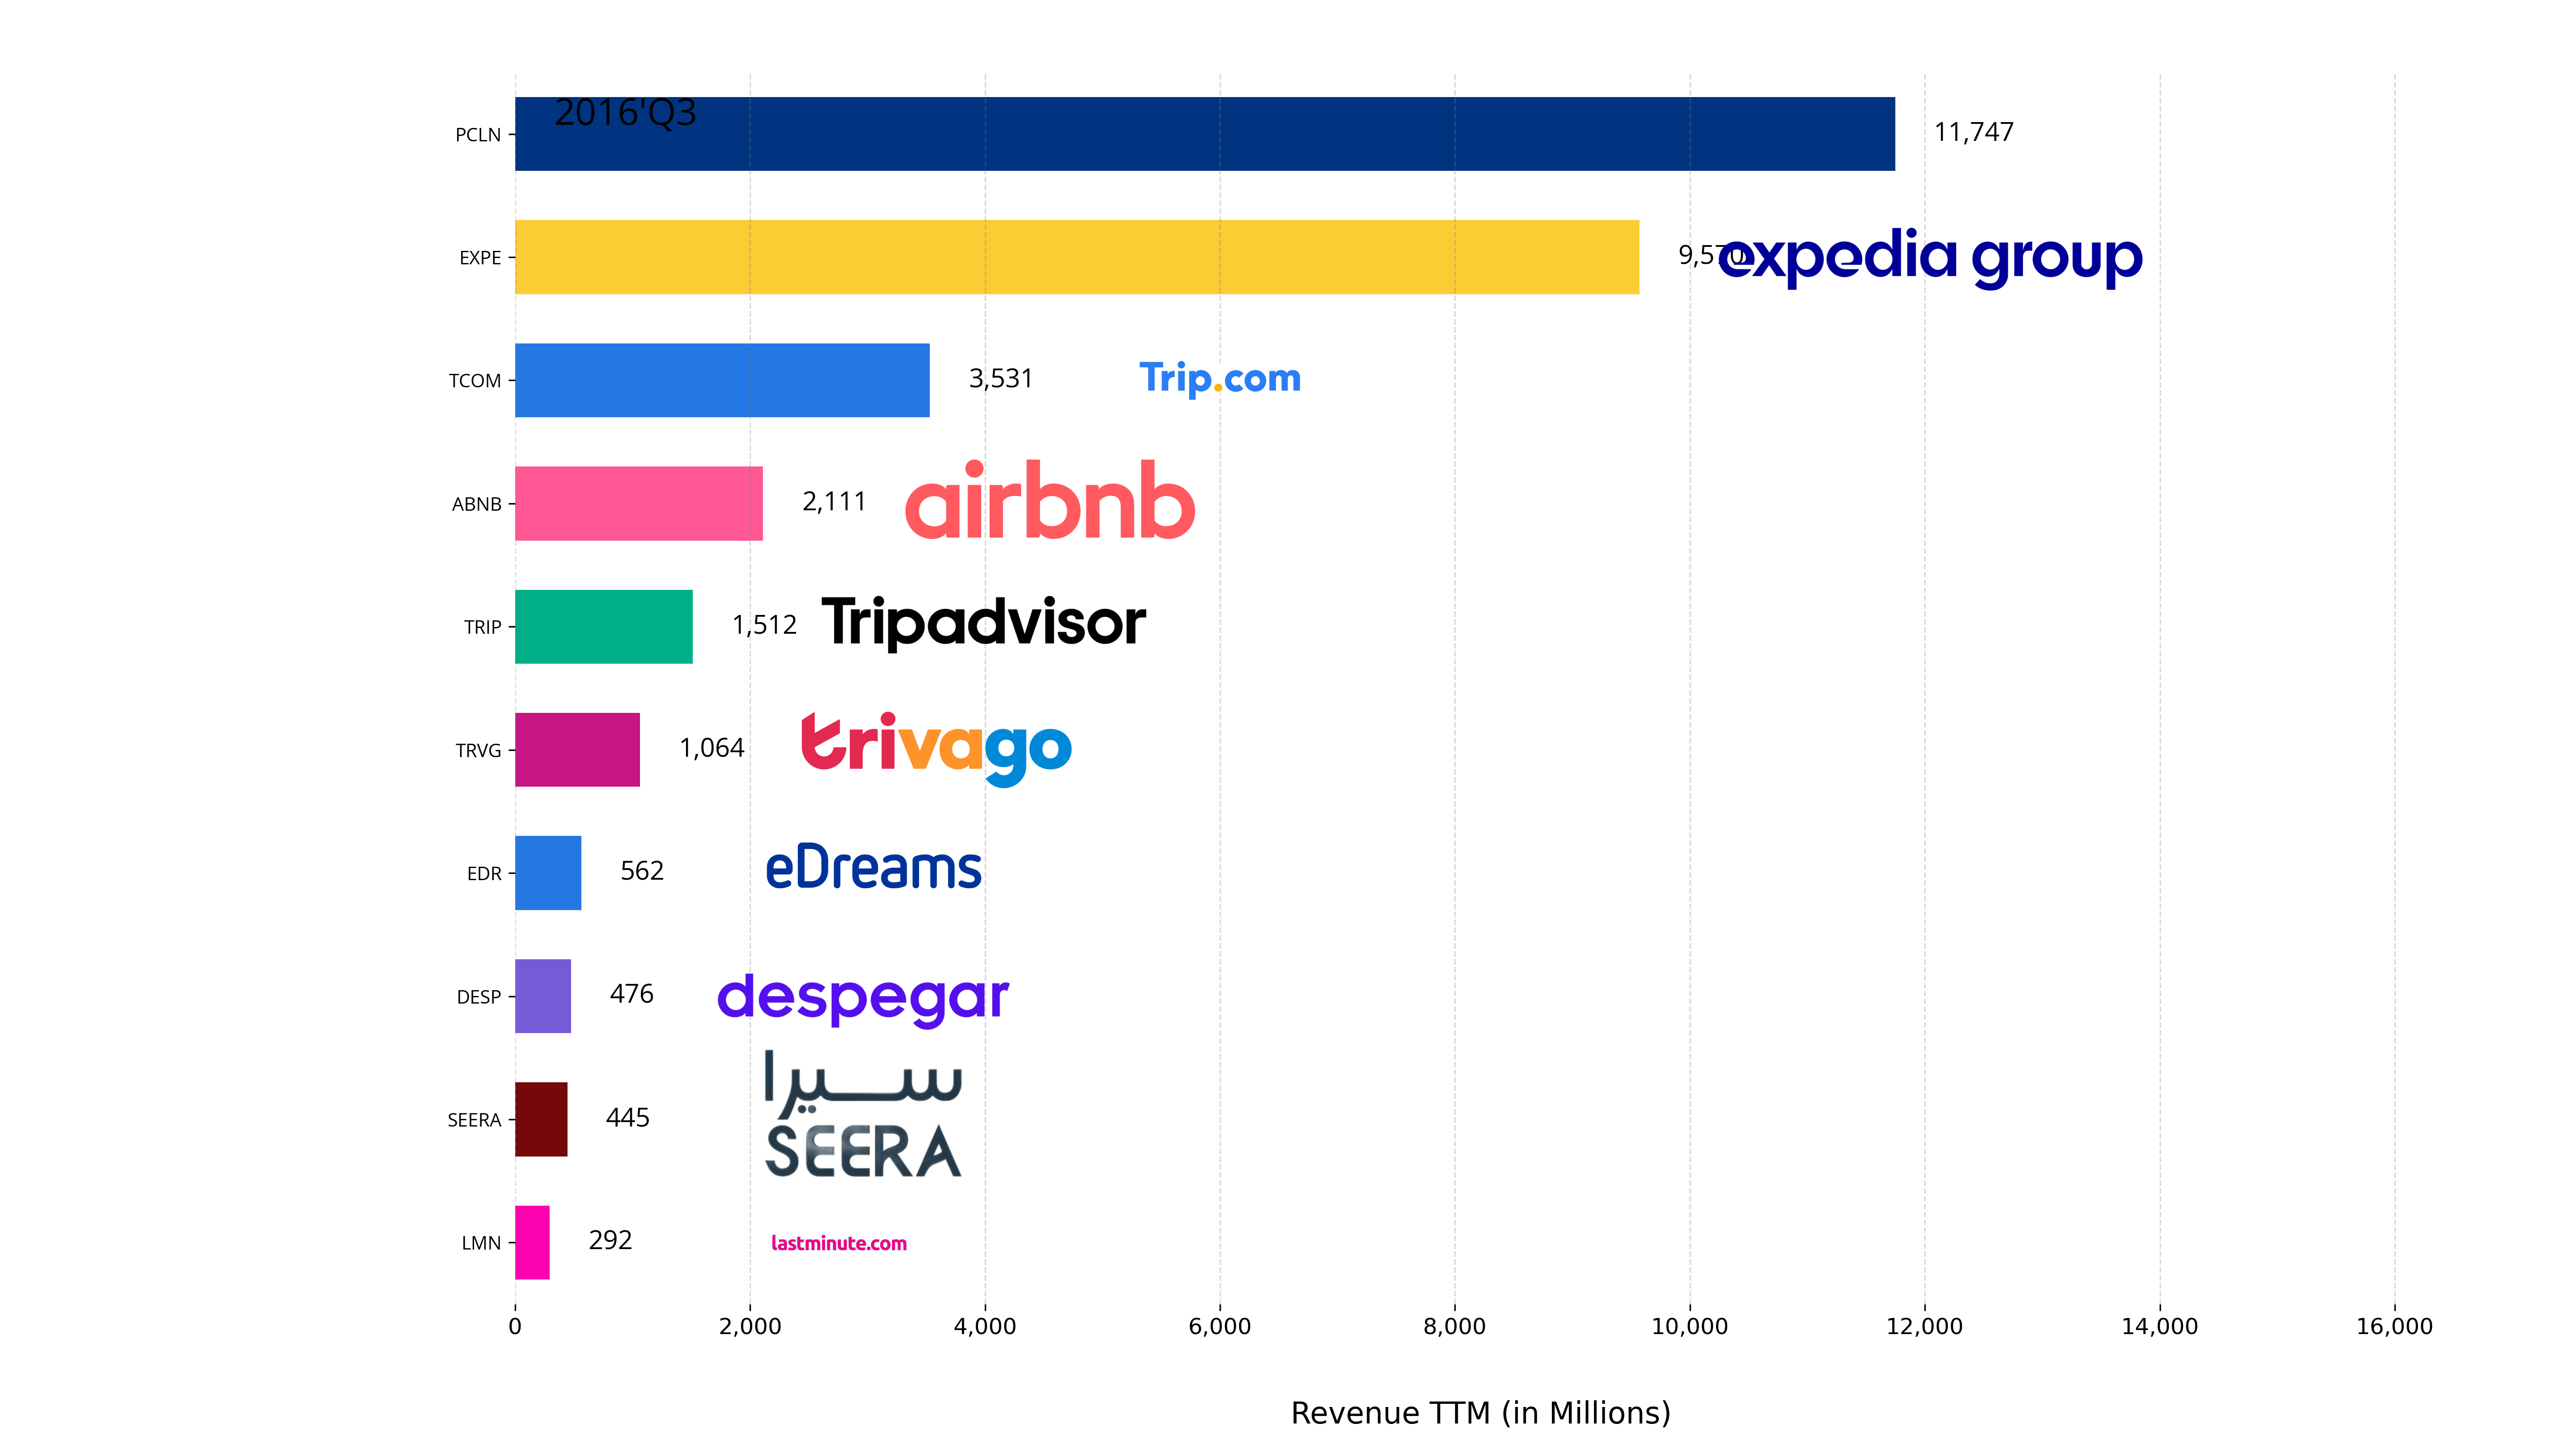 2016'Q3
PCLN 11,747
EXPE 9,570 expedia group
TCOM 3,531 Trip.com
ABNB 2,111 airbnb
TRIP 1,512 Tripadvisor
TRVG 1,064 trivago
EDR 562 eDreams
DESP 476 despegar
سيرا
SEERA 445 SEERA
LMN 292 lastminute.com
0 2,000 4,000 6,000 8,000 10,000 12,000 14,000 16,000
Revenue TTM (in Millions)